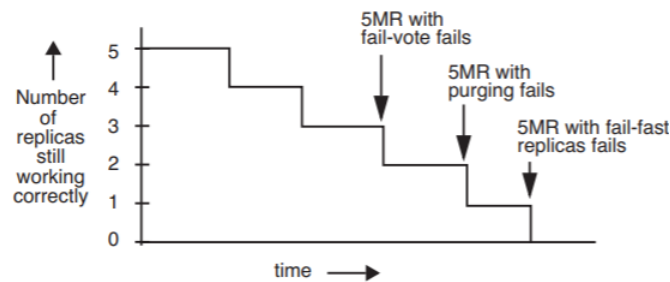 5MR with
fail-vote fails
5MR with
purging fails
5MR with fail-fast
replicas fails
Number
of
replicas
still
working
correctly
5
4
3
2
1
0
time